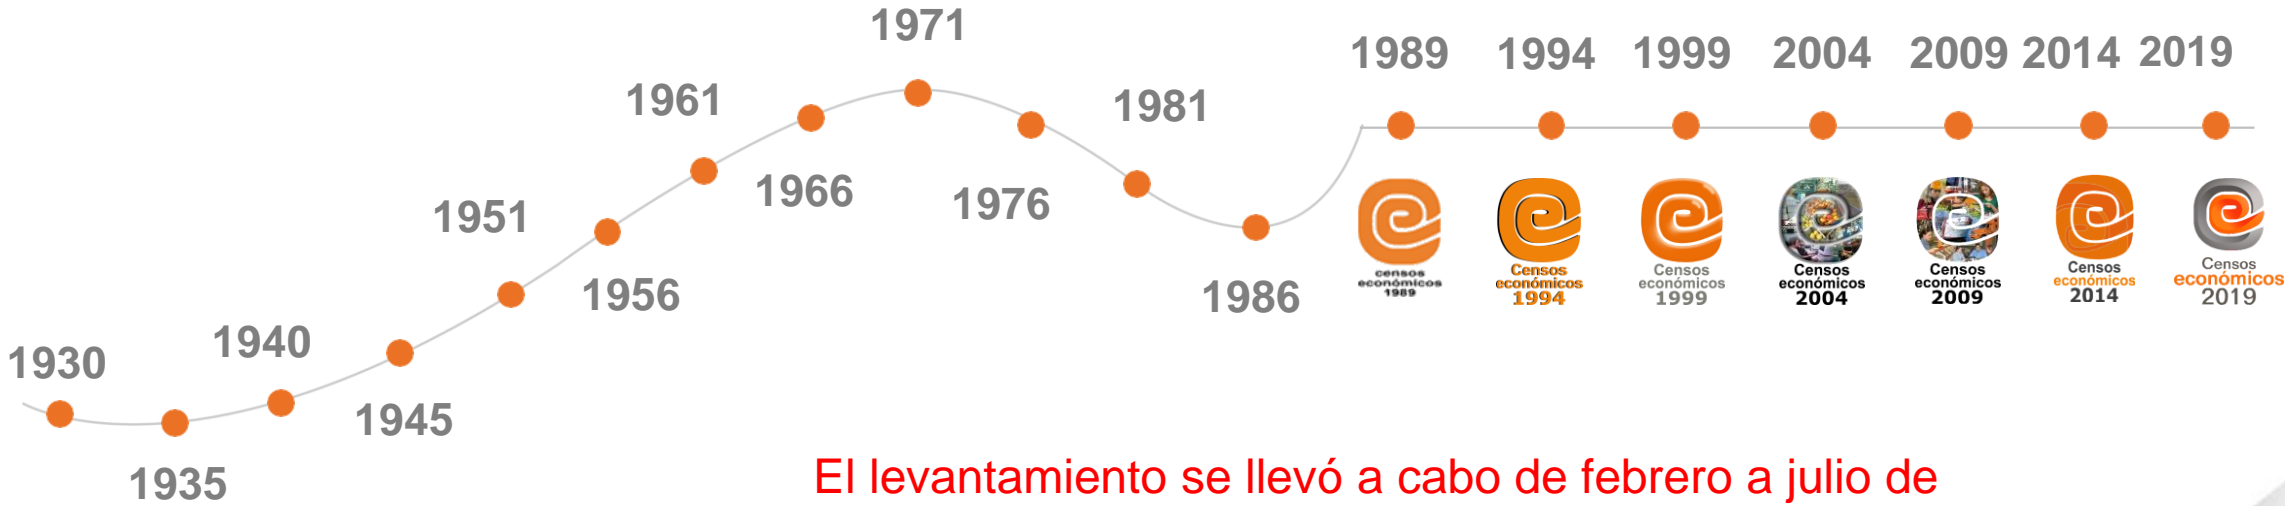 1930
1935
1940
1945
1951
1956
1961
1966
1971
1976
1981
1986
1989
1994
1999
2004
2009
2014
2019
censos
económicos
1989
Censos
económicos
1994
Censos
económicos
1999
Censos
económicos
2004
Censos
económicos
2009
Censos
económicos
2014
Censos
económicos
2019
El levantamiento se llevó a cabo de febrero a julio de